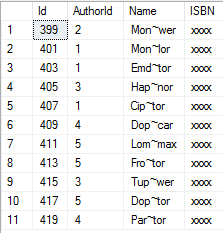 Id AuthorId Name ISBN
1 399 2 Mon~wer xxxx
2 401 1 Mon~tor xxxx
3 403 1 Emd~tor xxxx
4 405 3 Hap~nor xxxx
5 407 1 Cip~tor xxxx
6 409 4 Dop~car xxxx
7 411 5 Lom~max xxxx
8 413 5 Fro~tor xxxx
9 415 3 Tup~wer xxxx
10 417 5 Dop~tor xxxx
11 419 4 Par~tor xxxx